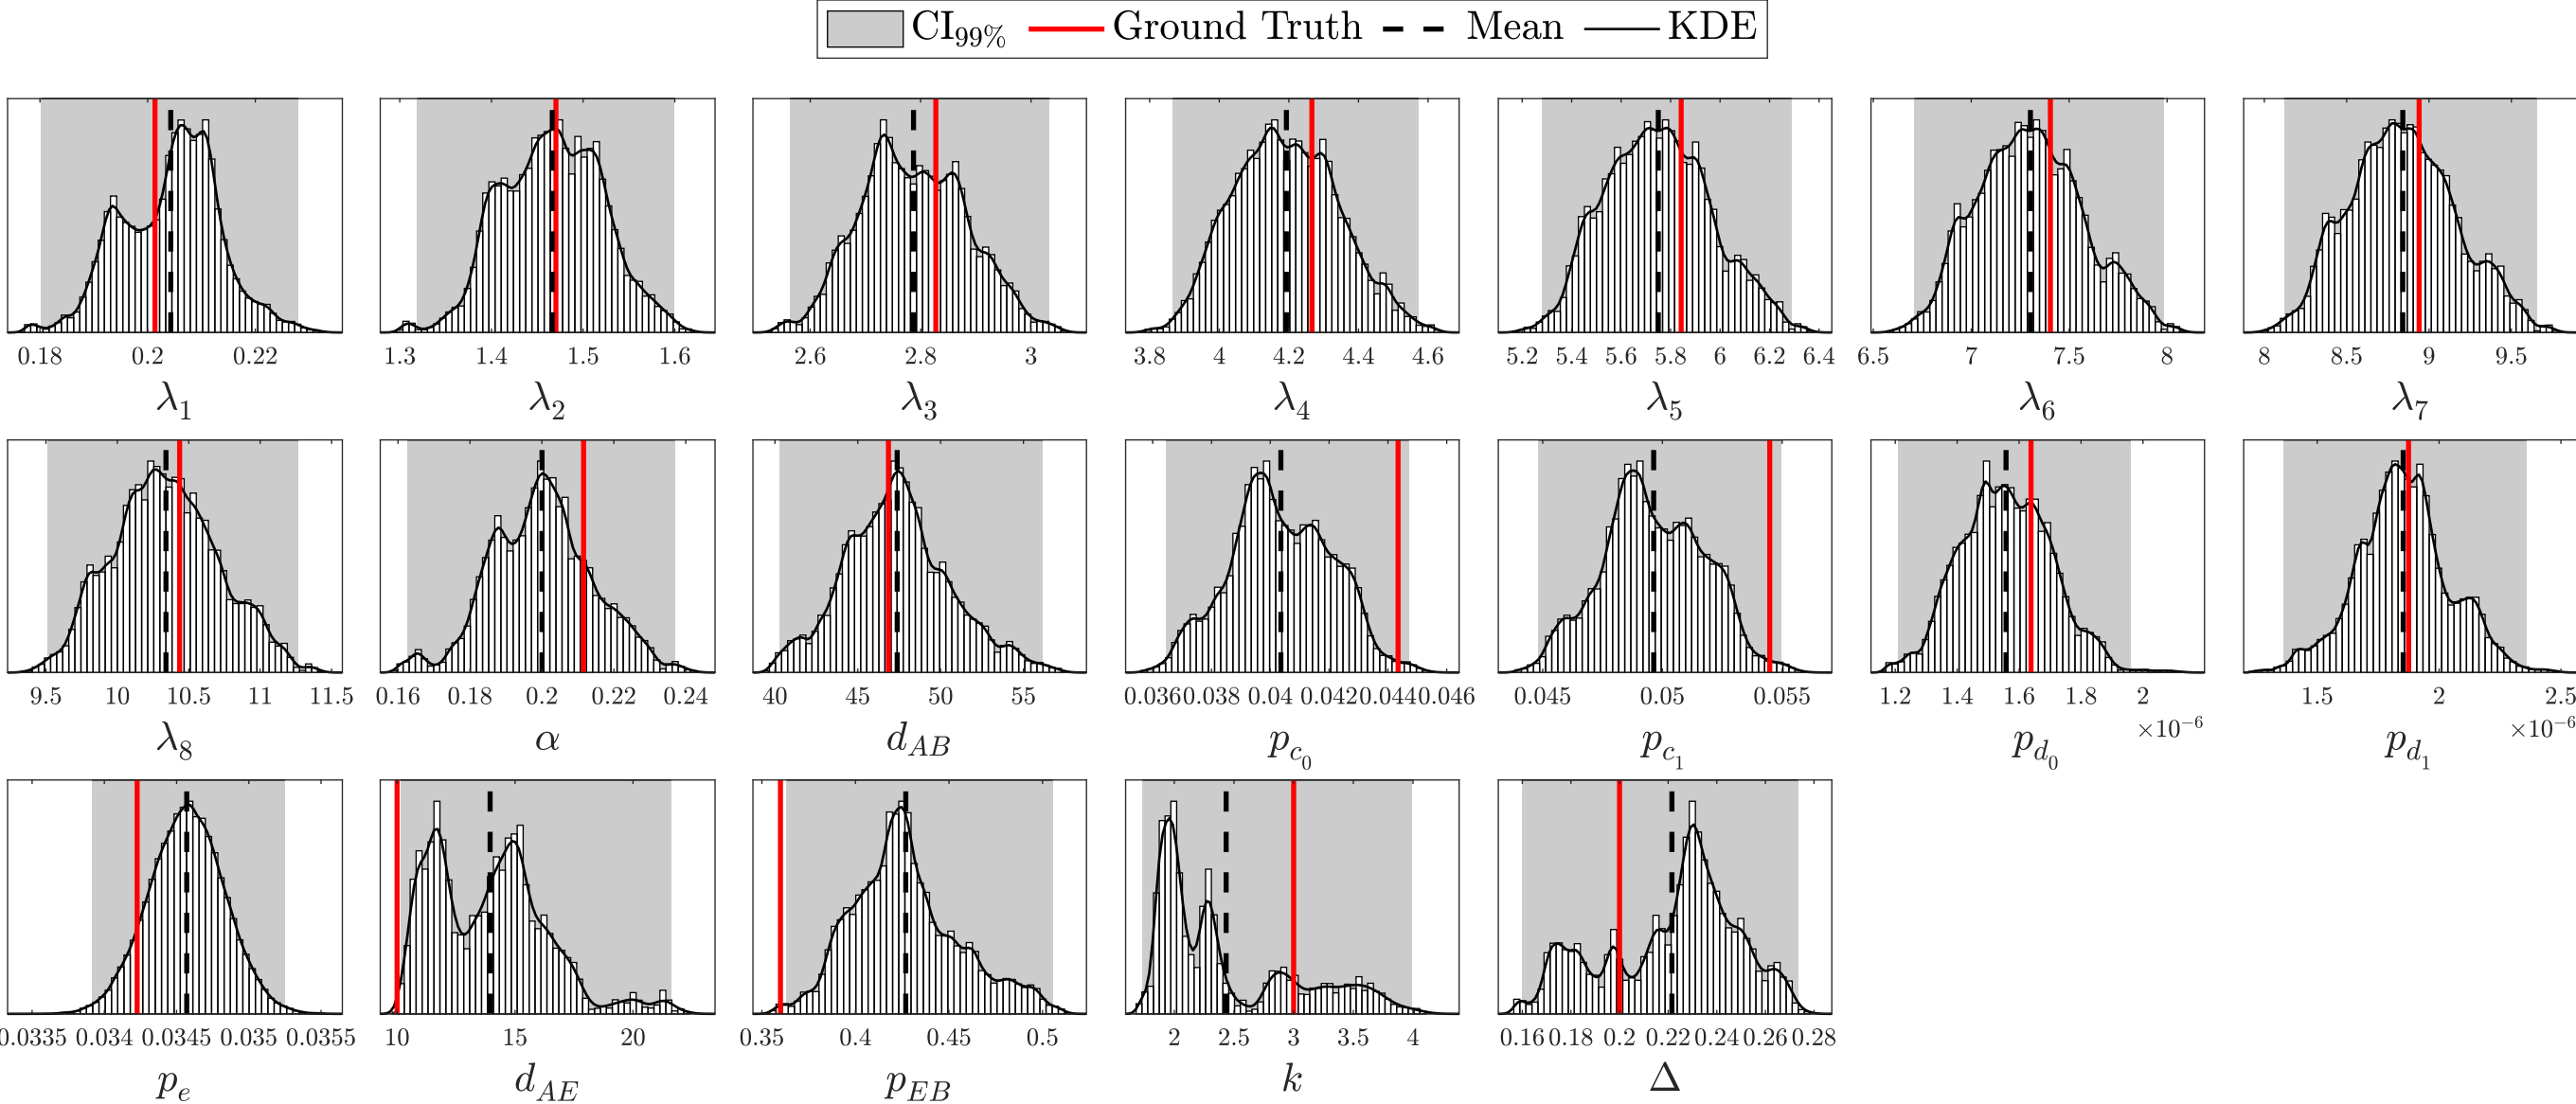 CI99% Ground Truth Mean KDE
0.18 0.2 0.22 1.3 1.4 1.5 1.6 2.6 2.8 3 3.8 4 4.2 4.4 4.6 5.2 5.4 5.6 5.8 6 6.2 6.4 6.5 7 7.5 8 8 8.5 9 9.5
λ1 λ2 λ3 λ4 λ5 λ6 λ7
9.5 10 10.5 11 11.5 0.16 0.18 0.2 0.22 0.24 40 45 50 55 0.036 0.038 0.04 0.042 0.044 0.046 0.045 0.05 0.055 1.2 1.4 1.6 1.8 2 1.5 2 2.5
×10−6 ×10−6
λ8 α dAB pc0 pc1 pd0 pd1
0.0335 0.034 0.0345 0.035 0.0355 10 15 20 0.35 0.4 0.45 0.5 2 2.5 3 3.5 4 0.16 0.18 0.2 0.22 0.24 0.26 0.28
pe dAE pEB k Δ